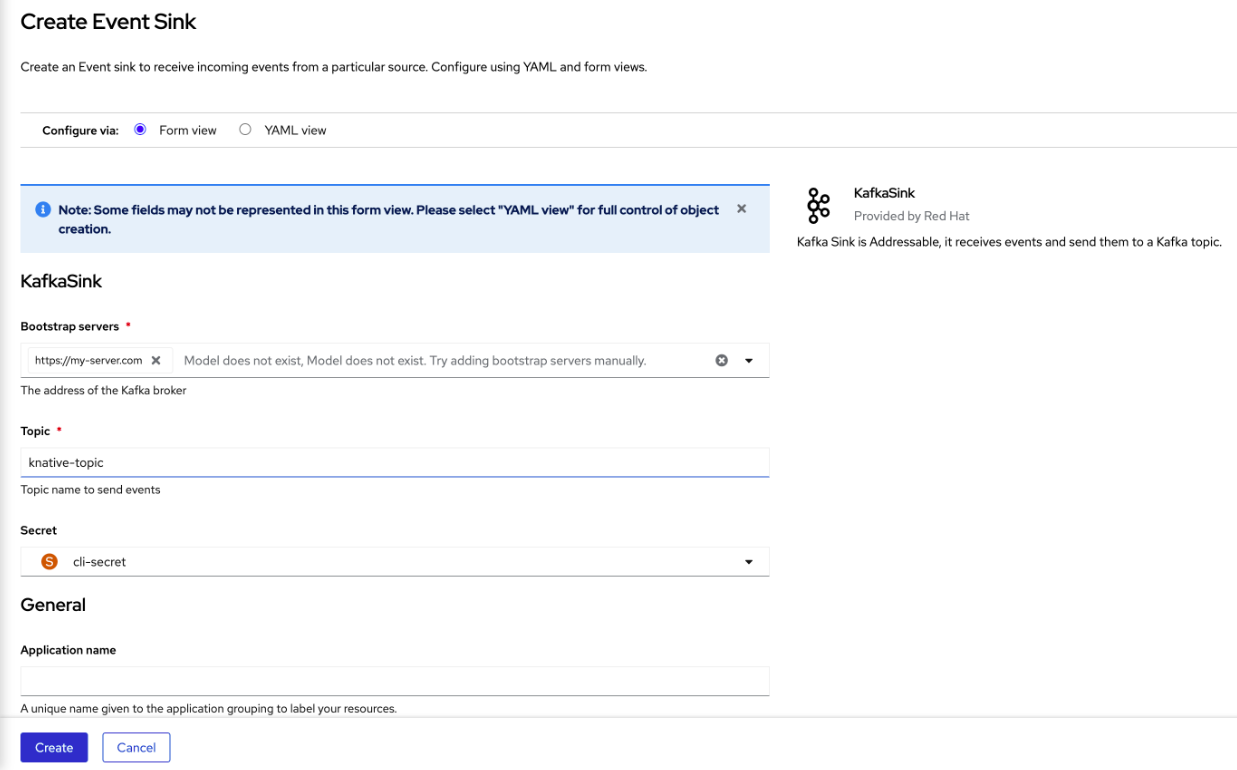 Create Event Sink
Create an Event sink to receive incoming events from a particular source. Configure using YAML and form views.
Configure via: Form view YAML view
Note: Some fields may not be represented in this form view. Please select "YAML view" for full control of object
creation.
KafkaSink
Provided by Red Hat
Kafka Sink is Addressable, it receives events and send them to a Kafka topic.
KafkaSink
Bootstrap servers *
https://my-server.com Model does not exist, Model does not exist. Try adding bootstrap servers manually.
The address of the Kafka broker
Topic *
knative-topic
Topic name to send events
Secret
S cli-secret
General
Application name
A unique name given to the application grouping to label your resources.
Create Cancel